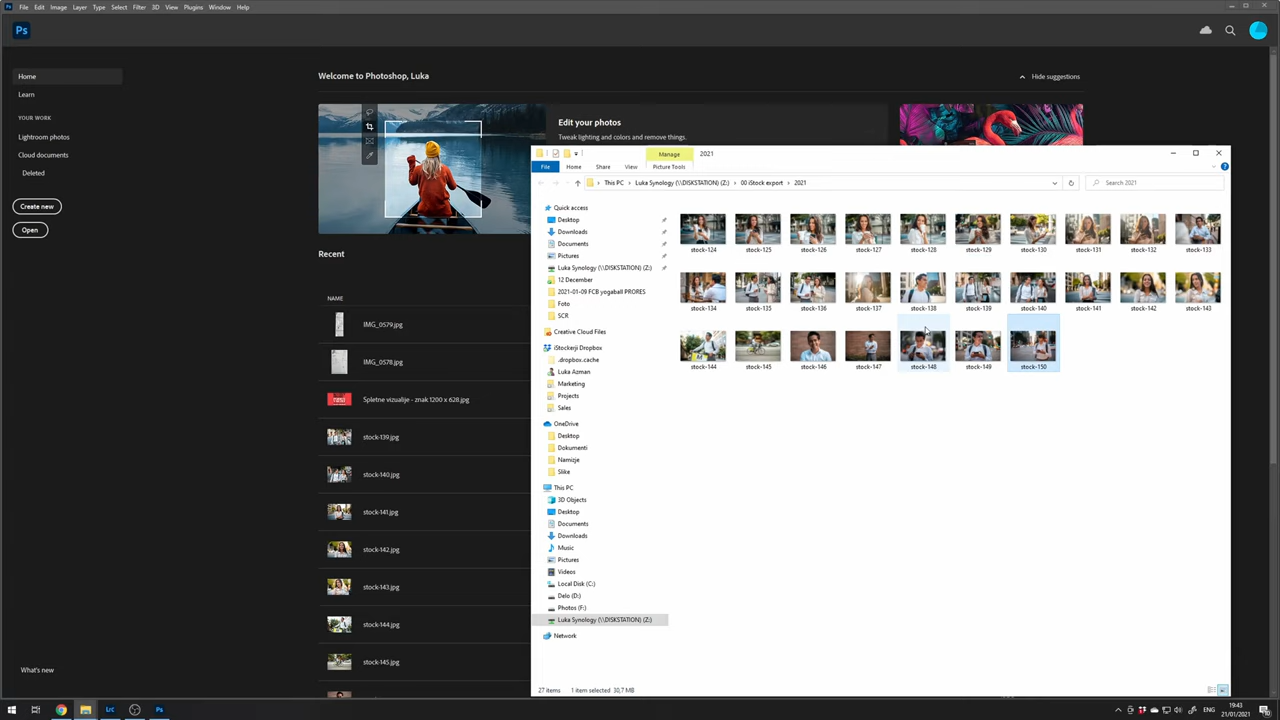 File Edit Image Layer Type Select Filter 3D View Plugins Window Help
Ps
Home
Learn
YOUR WORK
Lightroom photos
Cloud documents
Deleted
Create new
Open
What's new
Welcome to Photoshop, Luka
Hide suggestions
Edit your photos
Tweak lighting and colors and remove things.
Recent
NAME
IMG_0579.jpg
IMG_0578.jpg
Spletne vizualije - znak 1200 x 628.jpg
stock-139.jpg
stock-140.jpg
stock-141.jpg
stock-142.jpg
stock-143.jpg
stock-144.jpg
stock-145.jpg
Manage 2021
File Home Share View Picture Tools
This PC > Luka Synology (\\DISKSTATION) (Z:) > 00 iStock export > 2021
Search 2021
Quick access
Desktop
Downloads
Documents
Pictures
Luka Synology (\\DISKSTATION) (Z:)
12 December
2021-01-09 FCB yogaball PRORES
Foto
SCR
Creative Cloud Files
iStockerji Dropbox
.dropbox.cache
Luka Azman
Marketing
Projects
Sales
OneDrive
Desktop
Dokumenti
Namizje
Slike
This PC
3D Objects
Desktop
Documents
Downloads
Music
Pictures
Videos
Local Disk (C:)
Delo (D:)
Photos (F:)
Luka Synology (\\DISKSTATION) (Z:)
Network
stock-124 stock-125 stock-126 stock-127 stock-128 stock-129 stock-130 stock-131 stock-132 stock-133
stock-134 stock-135 stock-136 stock-137 stock-138 stock-139 stock-140 stock-141 stock-142 stock-143
stock-144 stock-145 stock-146 stock-147 stock-148 stock-149 stock-150
27 items 1 item selected 30,7 MB
LC
Ps
ENG
19:43
21/01/2021